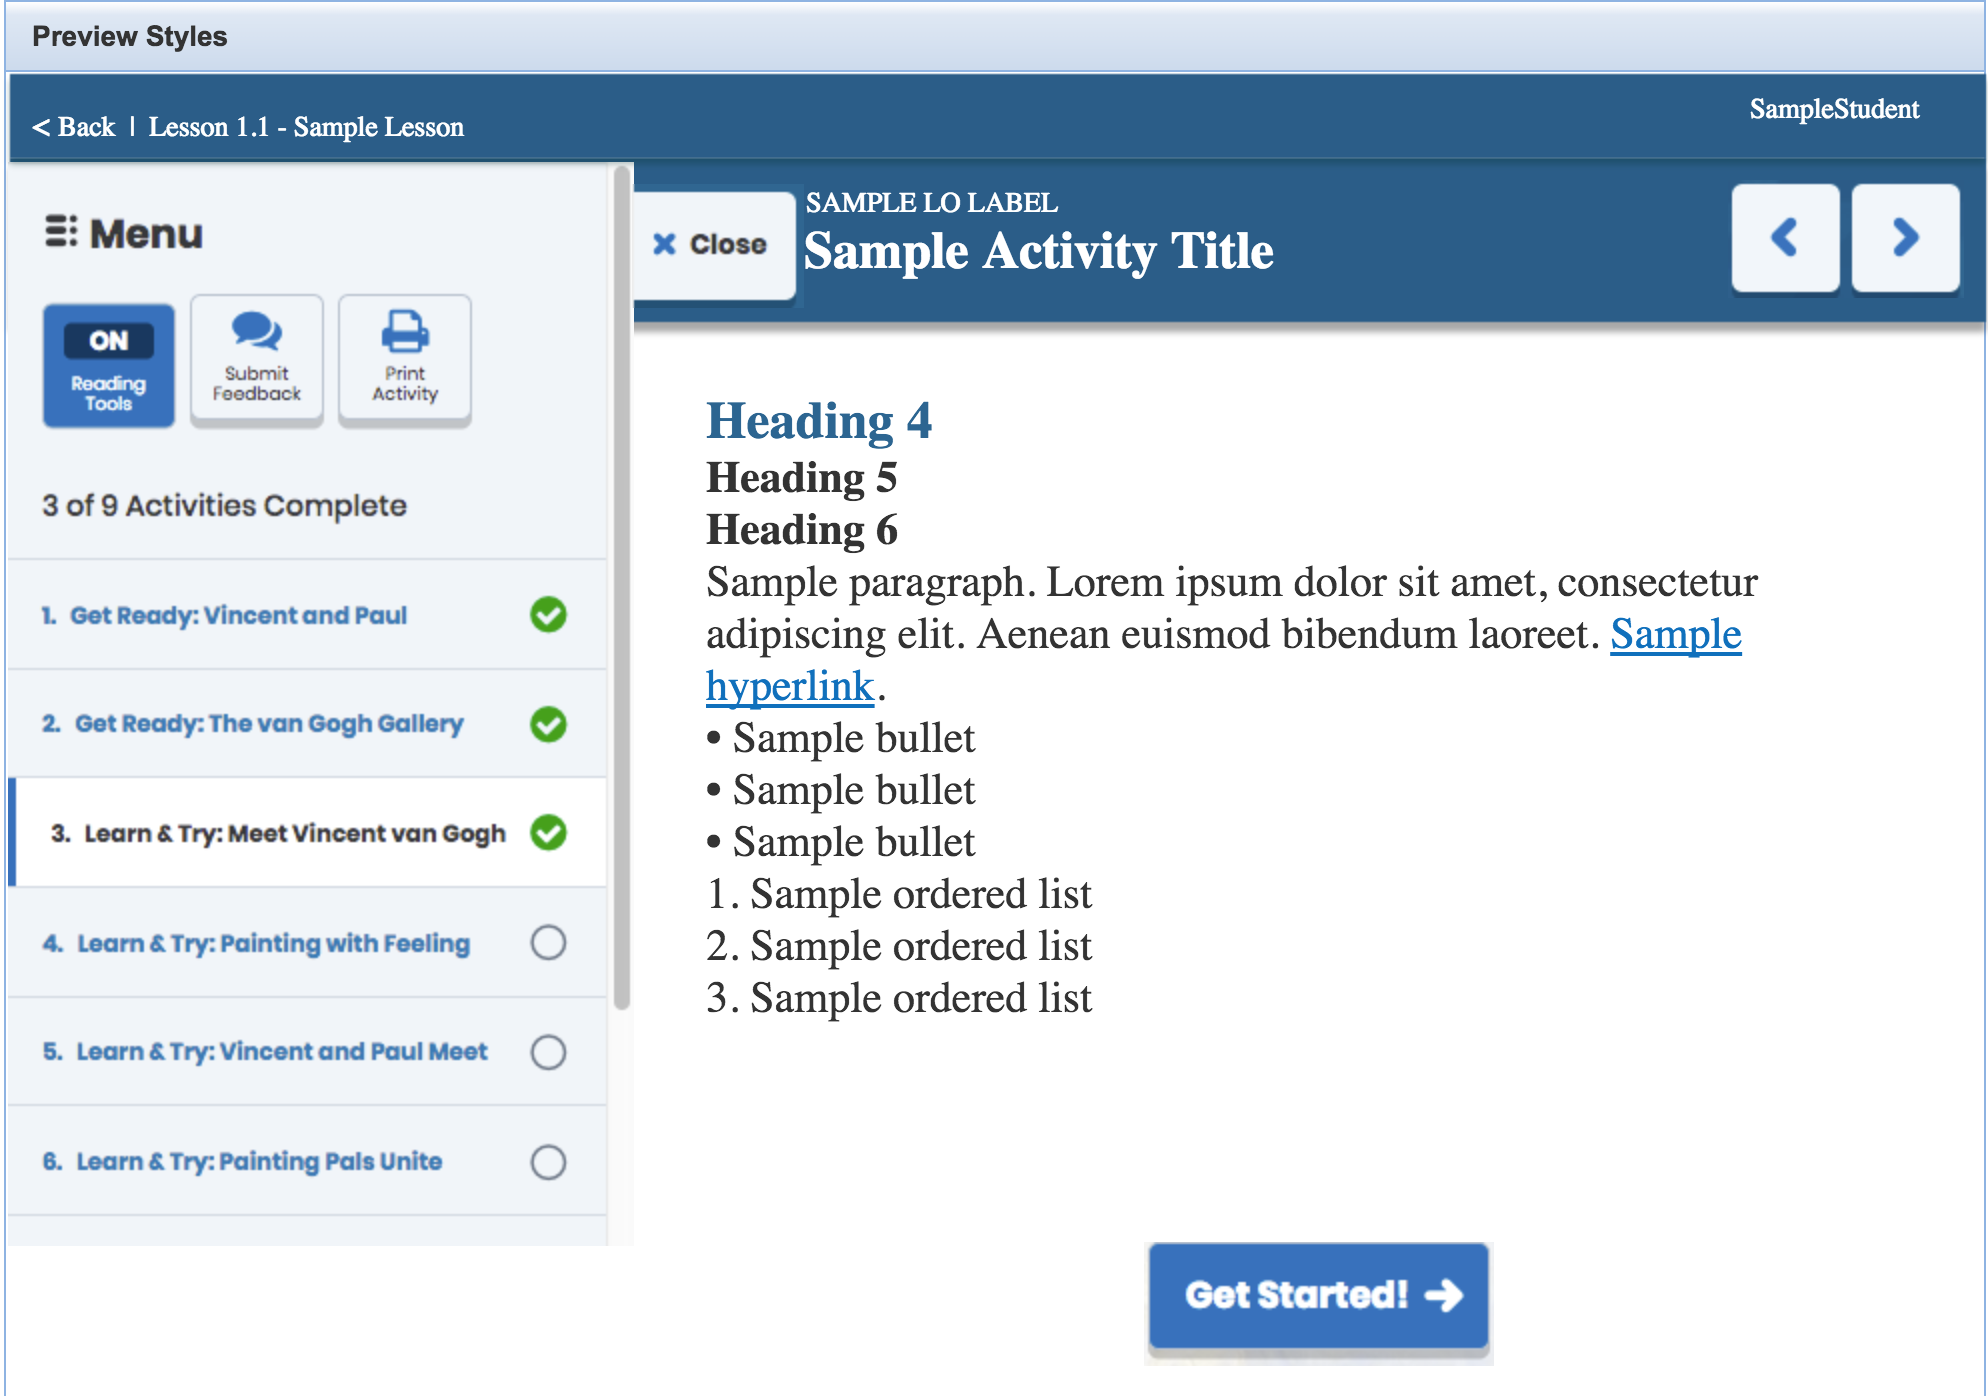 Preview Styles
< Back | Lesson 1.1 - Sample Lesson
SampleStudent
Menu
ON
Reading
Tools
Submit
Feedback
Print
Activity
3 of 9 Activities Complete
1. Get Ready: Vincent and Paul
2. Get Ready: The van Gogh Gallery
3. Learn & Try: Meet Vincent van Gogh
4. Learn & Try: Painting with Feeling
5. Learn & Try: Vincent and Paul Meet
6. Learn & Try: Painting Pals Unite
Close
SAMPLE LO LABEL
Sample Activity Title
Heading 4
Heading 5
Heading 6
Sample paragraph. Lorem ipsum dolor sit amet, consectetur
adipiscing elit. Aenean euismod bibendum laoreet. Sample
hyperlink.
• Sample bullet
• Sample bullet
• Sample bullet
1. Sample ordered list
2. Sample ordered list
3. Sample ordered list
Get Started!